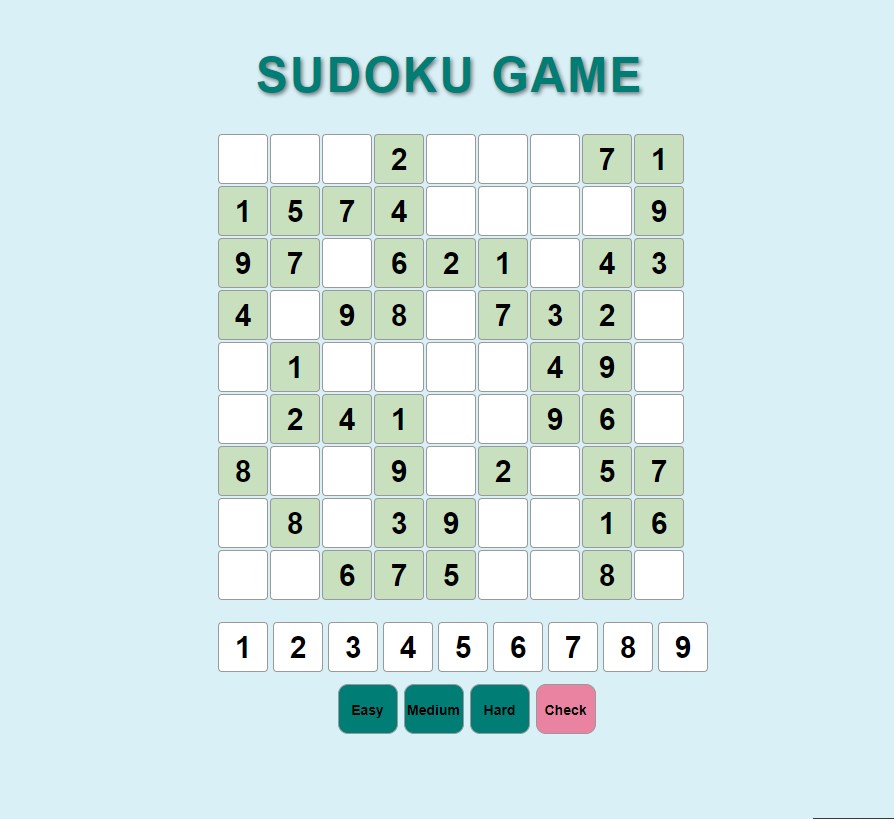 SUDOKU GAME
2 7 1
1 5 7 4 9
9 7 6 2 1 4 3
4 9 8 7 3 2
1 4 9
2 4 1 9 6
8 9 2 5 7
8 3 9 1 6
6 7 5 8
1 2 3 4 5 6 7 8 9
Easy Medium Hard Check